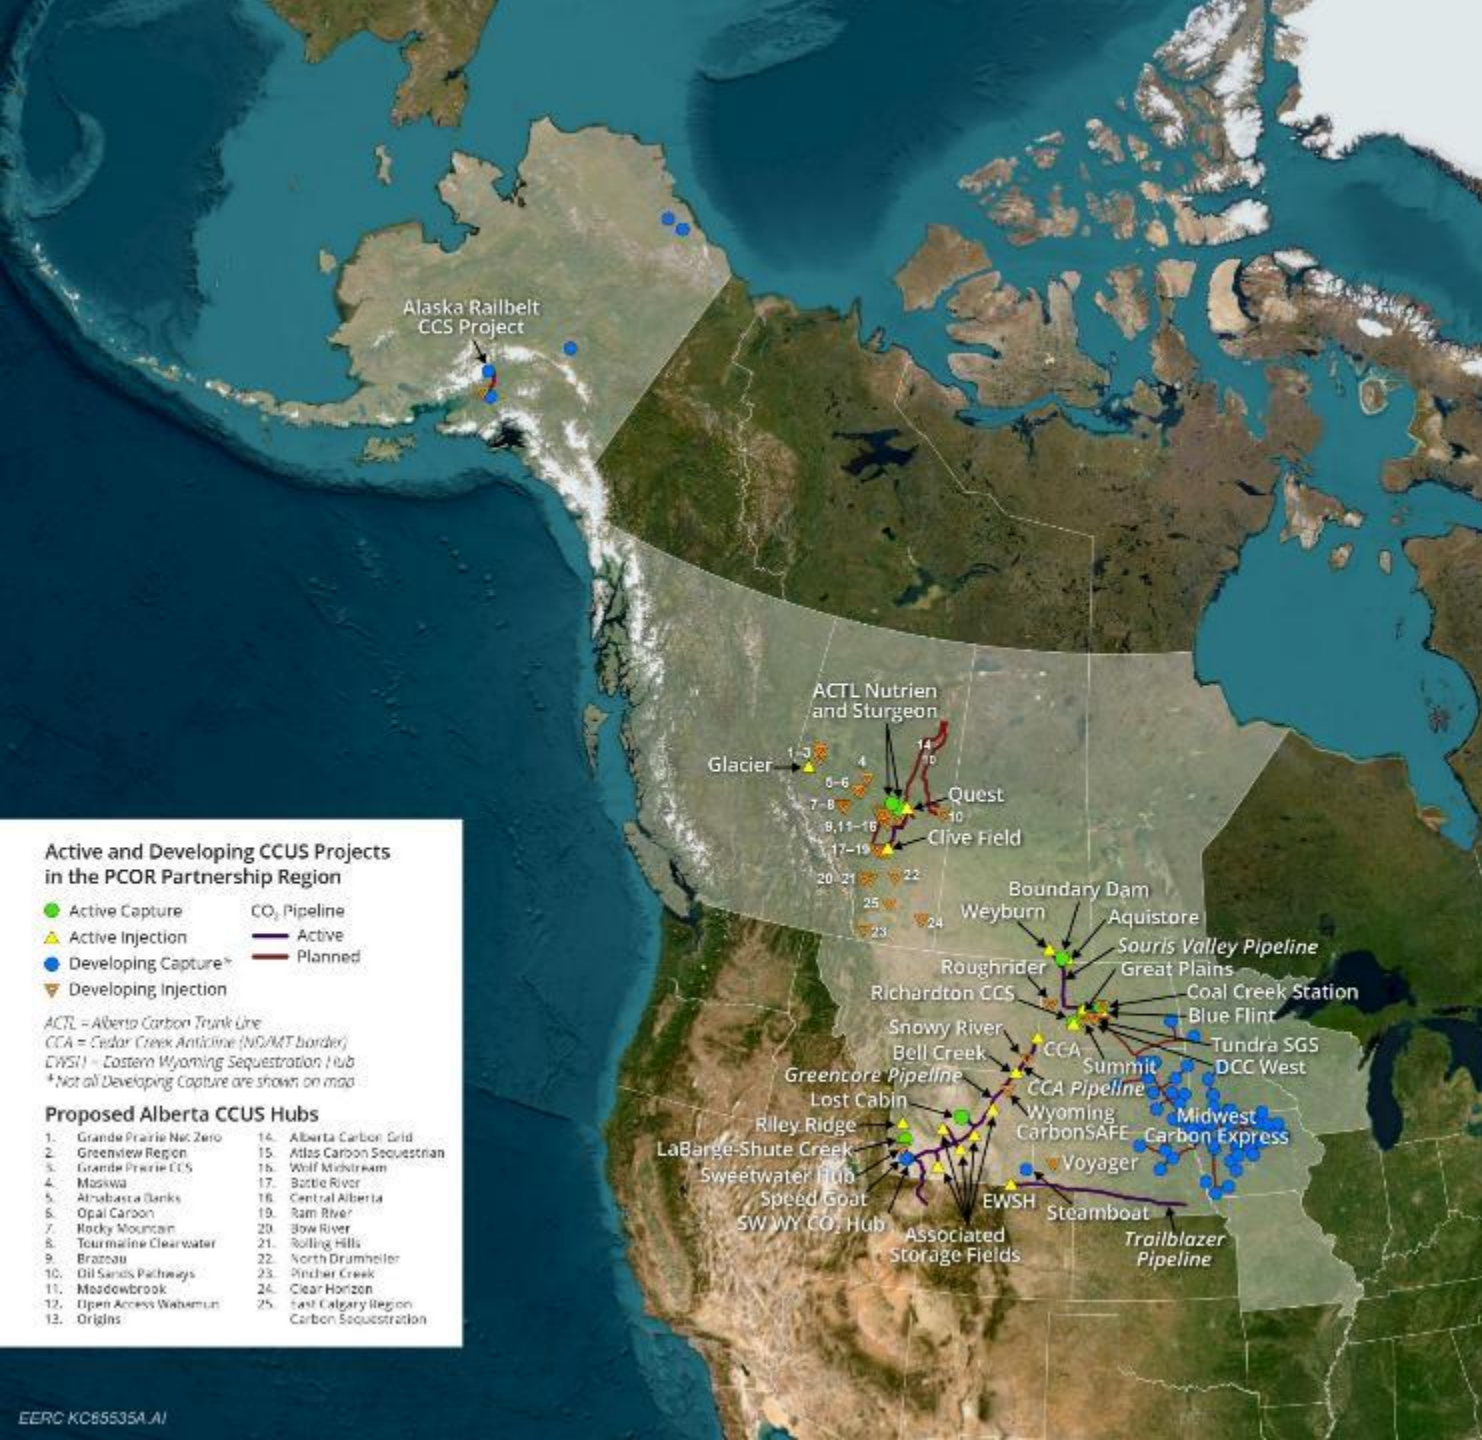 Alaska Railbelt
CCS Project
ACTL Nutrien
and Sturgeon
14
10
1–3
Glacier
4
5–6
7–8
Quest
10
9,11–16
Clive Field
17–19
20–21
22
25
24
23
Boundary Dam
Weyburn
Aquistore
Souris Valley Pipeline
Roughrider
Great Plains
Richardton CCS
Coal Creek Station
Blue Flint
Snowy River
Tundra SGS
CCA
Bell Creek
Summit
DCC West
Greencore Pipeline
CCA Pipeline
Lost Cabin
Wyoming
CarbonSAFE
Midwest
Carbon Express
Riley Ridge
LaBarge-Shute Creek
Voyager
Sweetwater Hub
Speed Goat
EWSH
SW WY CO₂ Hub
Steamboat
Associated
Storage Fields
Trailblazer
Pipeline
Active and Developing CCUS Projects
in the PCOR Partnership Region
Active Capture
Active Injection
Developing Capture*
Developing Injection
CO₂ Pipeline
Active
Planned
ACTL = Alberta Carbon Trunk Line
CCA = Cedar Creek Anticline (ND/MT border)
EWSH = Eastern Wyoming Sequestration Hub
* Not all Developing Capture are shown on map
Proposed Alberta CCUS Hubs
1. Grande Prairie Net Zero
2. Greenview Region
3. Grande Prairie CCS
4. Maskwa
5. Athabasca Banks
6. Opal Carbon
7. Rocky Mountain
8. Tourmaline Clearwater
9. Brazeau
10. Oil Sands Pathways
11. Meadowbrook
12. Open Access Wabamun
13. Origins
14. Alberta Carbon Grid
15. Atlas Carbon Sequestrian
16. Wolf Midstream
17. Battle River
18. Central Alberta
19. Ram River
20. Bow River
21. Rolling Hills
22. North Drumheller
23. Pincher Creek
24. Clear Horizon
25. East Calgary Region
Carbon Sequestration
EERC KC65535A.AI